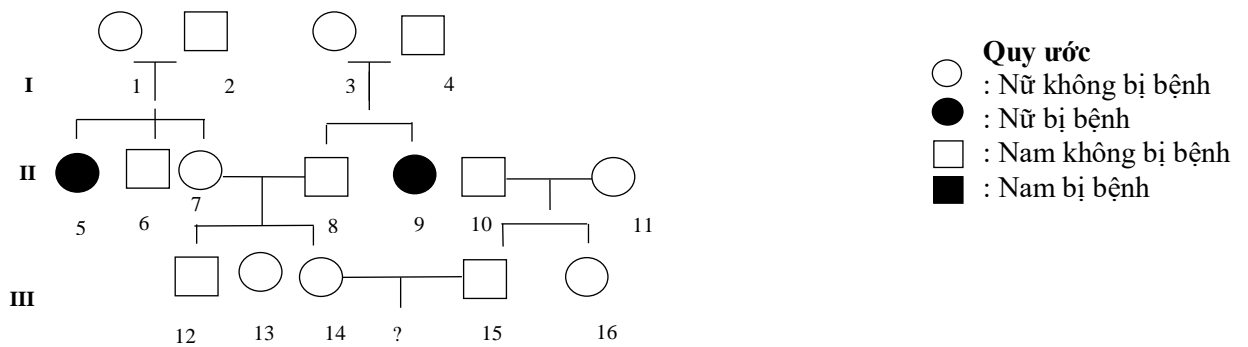 Quy ước
: Nữ không bị bệnh
: Nữ bị bệnh
: Nam không bị bệnh
: Nam bị bệnh
I 1 2 3 4
II
5 6 7 8 9 10 11
III
12 13 14 ? 15 16